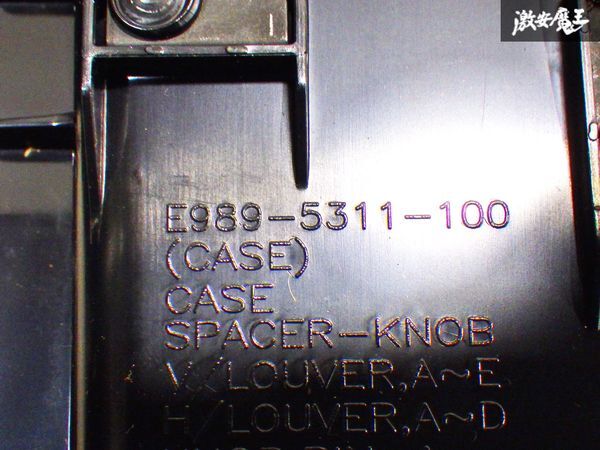 激安魔王
E989-5311-100
(CASE)
CASE
SPACER-KNOB
V/LOUVER,A~E
H/LOUVER,A~D